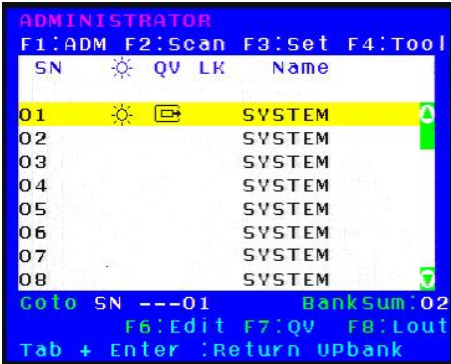 ADMINISTRATOR
F1:ADM F2:Scan F3:Set F4:Tool
SN QV LK Name
01 SYSTEM
02 SYSTEM
03 SYSTEM
04 SYSTEM
05 SYSTEM
06 SYSTEM
07 SYSTEM
08 SYSTEM
Goto SN ---01 BankSum:02
F6:Edit F7:QV F8:Lout
Tab + Enter :Return UPbank